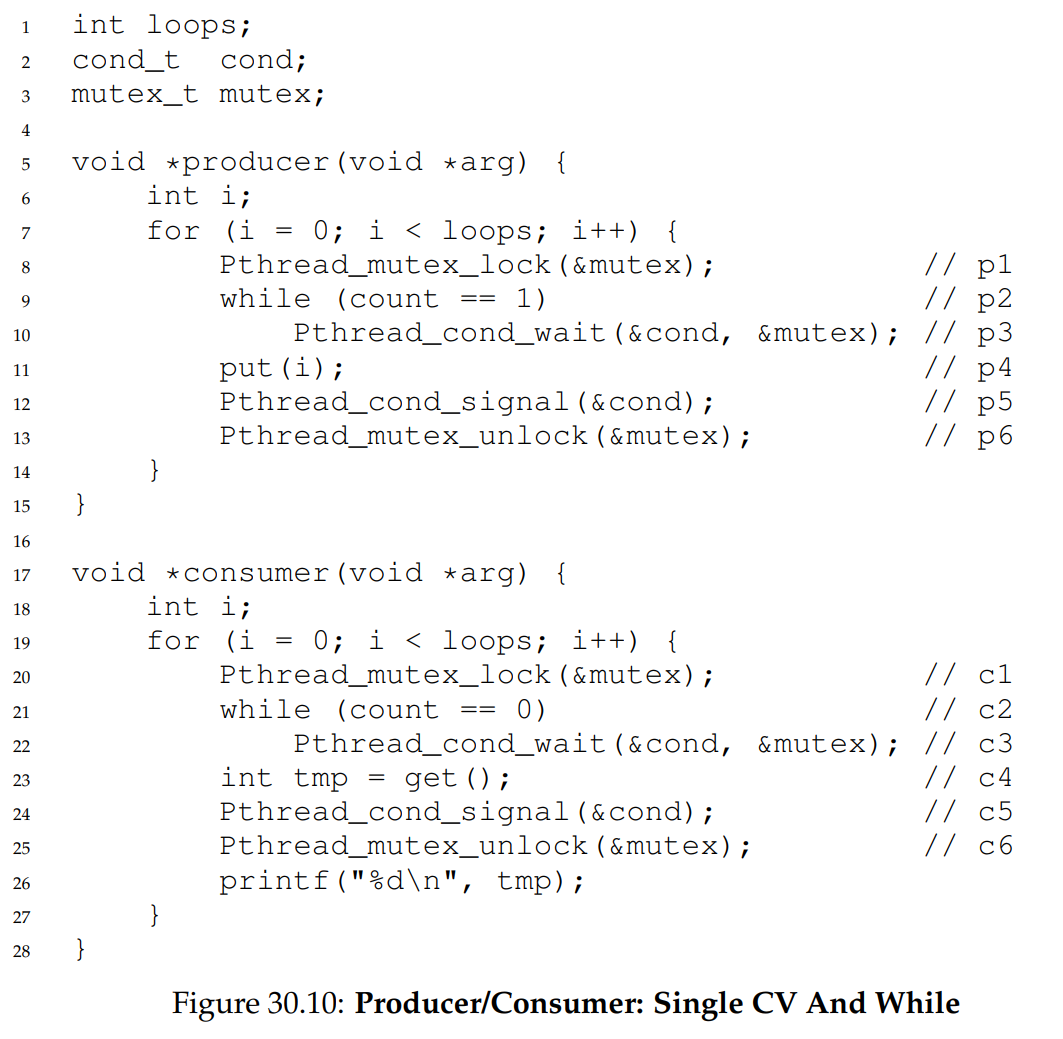 1 int loops;
2 cond_t  cond;
3 mutex_t mutex;
4
5 void *producer(void *arg) {
6     int i;
7     for (i = 0; i < loops; i++) {
8         Pthread_mutex_lock(&mutex);           // p1
9         while (count == 1)                    // p2
10             Pthread_cond_wait(&cond, &mutex); // p3
11         put(i);                               // p4
12         Pthread_cond_signal(&cond);           // p5
13         Pthread_mutex_unlock(&mutex);         // p6
14     }
15 }
16
17 void *consumer(void *arg) {
18     int i;
19     for (i = 0; i < loops; i++) {
20         Pthread_mutex_lock(&mutex);           // c1
21         while (count == 0)                    // c2
22             Pthread_cond_wait(&cond, &mutex); // c3
23         int tmp = get();                      // c4
24         Pthread_cond_signal(&cond);           // c5
25         Pthread_mutex_unlock(&mutex);         // c6
26         printf("%d\n", tmp);
27     }
28 }
Figure 30.10: Producer/Consumer: Single CV And While